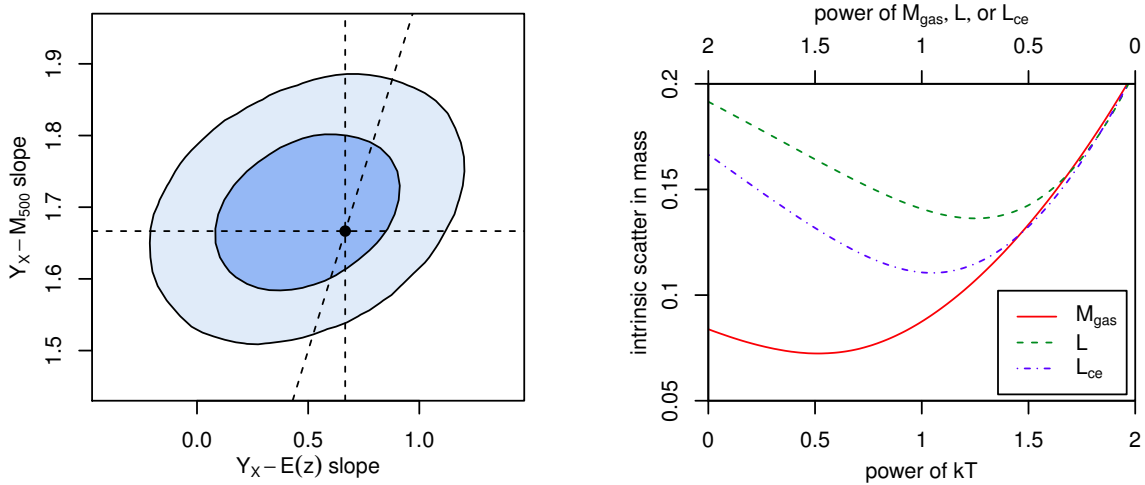 Y_X − M_500 slope
1.5 1.6 1.7 1.8 1.9
0.0 0.5 1.0
Y_X − E(z) slope
power of M_gas, L, or L_ce
2 1.5 1 0.5 0
intrinsic scatter in mass
0.05 0.1 0.15 0.2
M_gas
L
L_ce
0 0.5 1 1.5 2
power of kT